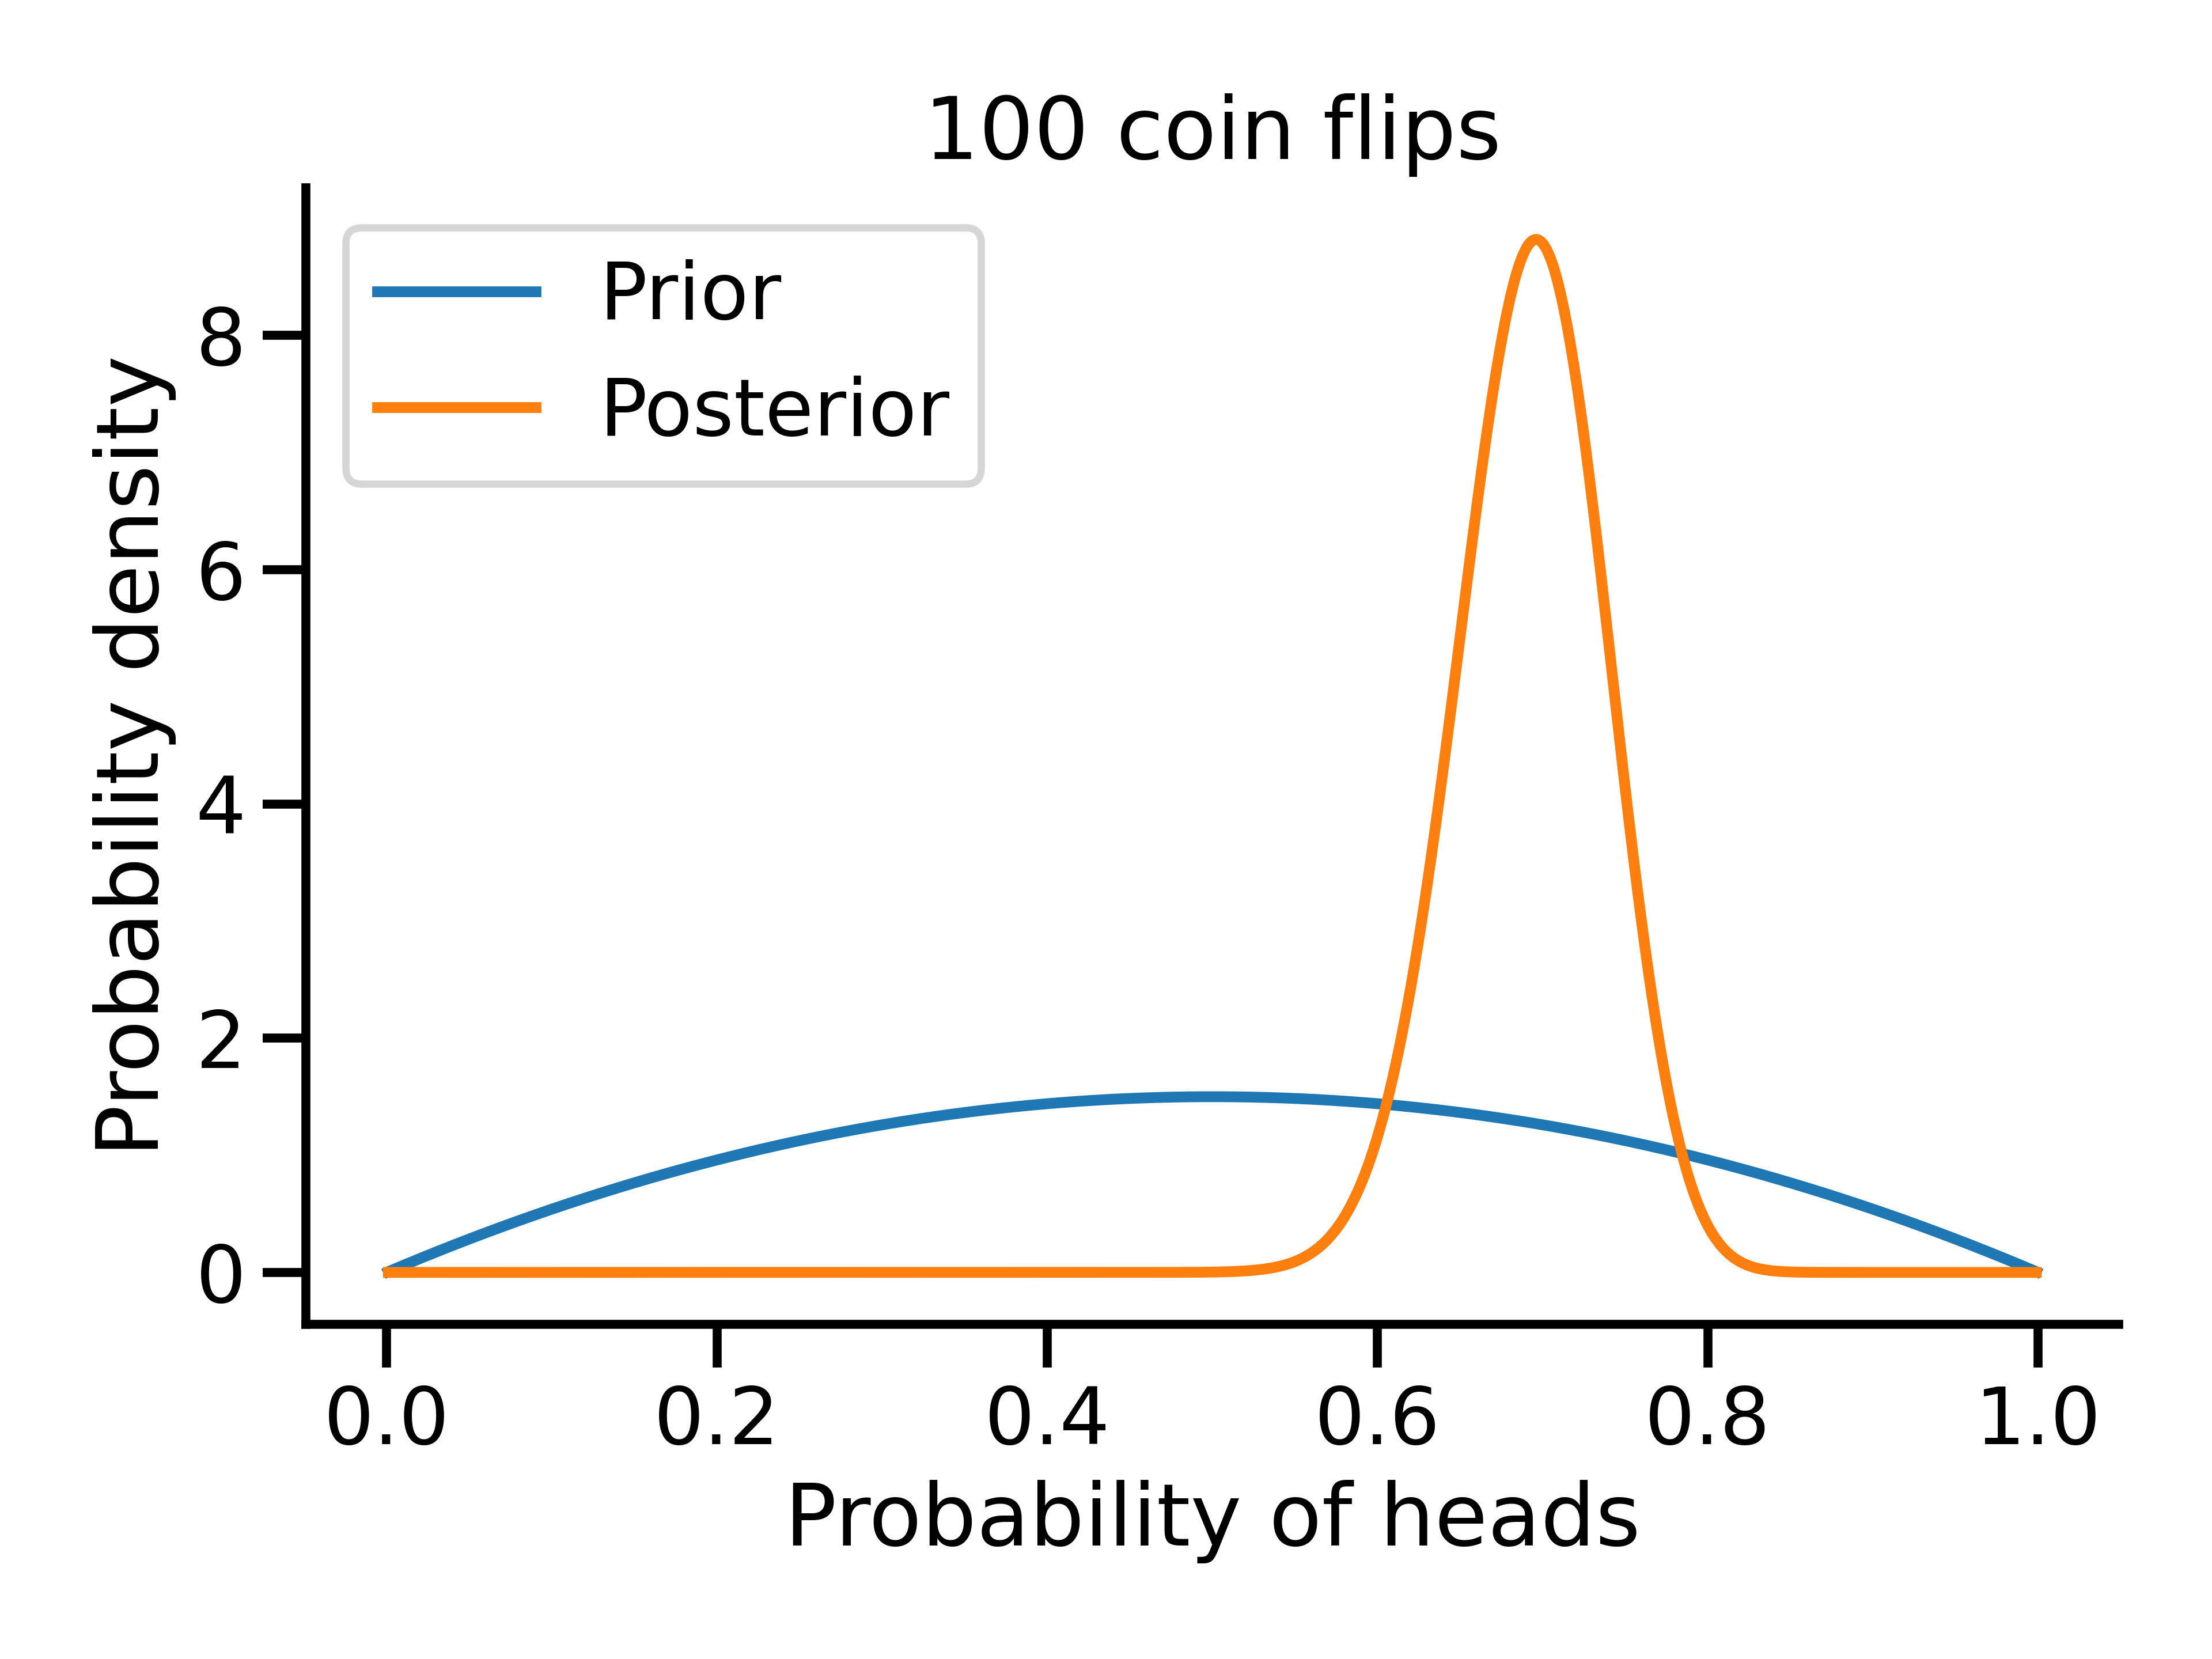 100 coin flips
Prior
Posterior
Probability density
8
6
4
2
0
0.0 0.2 0.4 0.6 0.8 1.0
Probability of heads